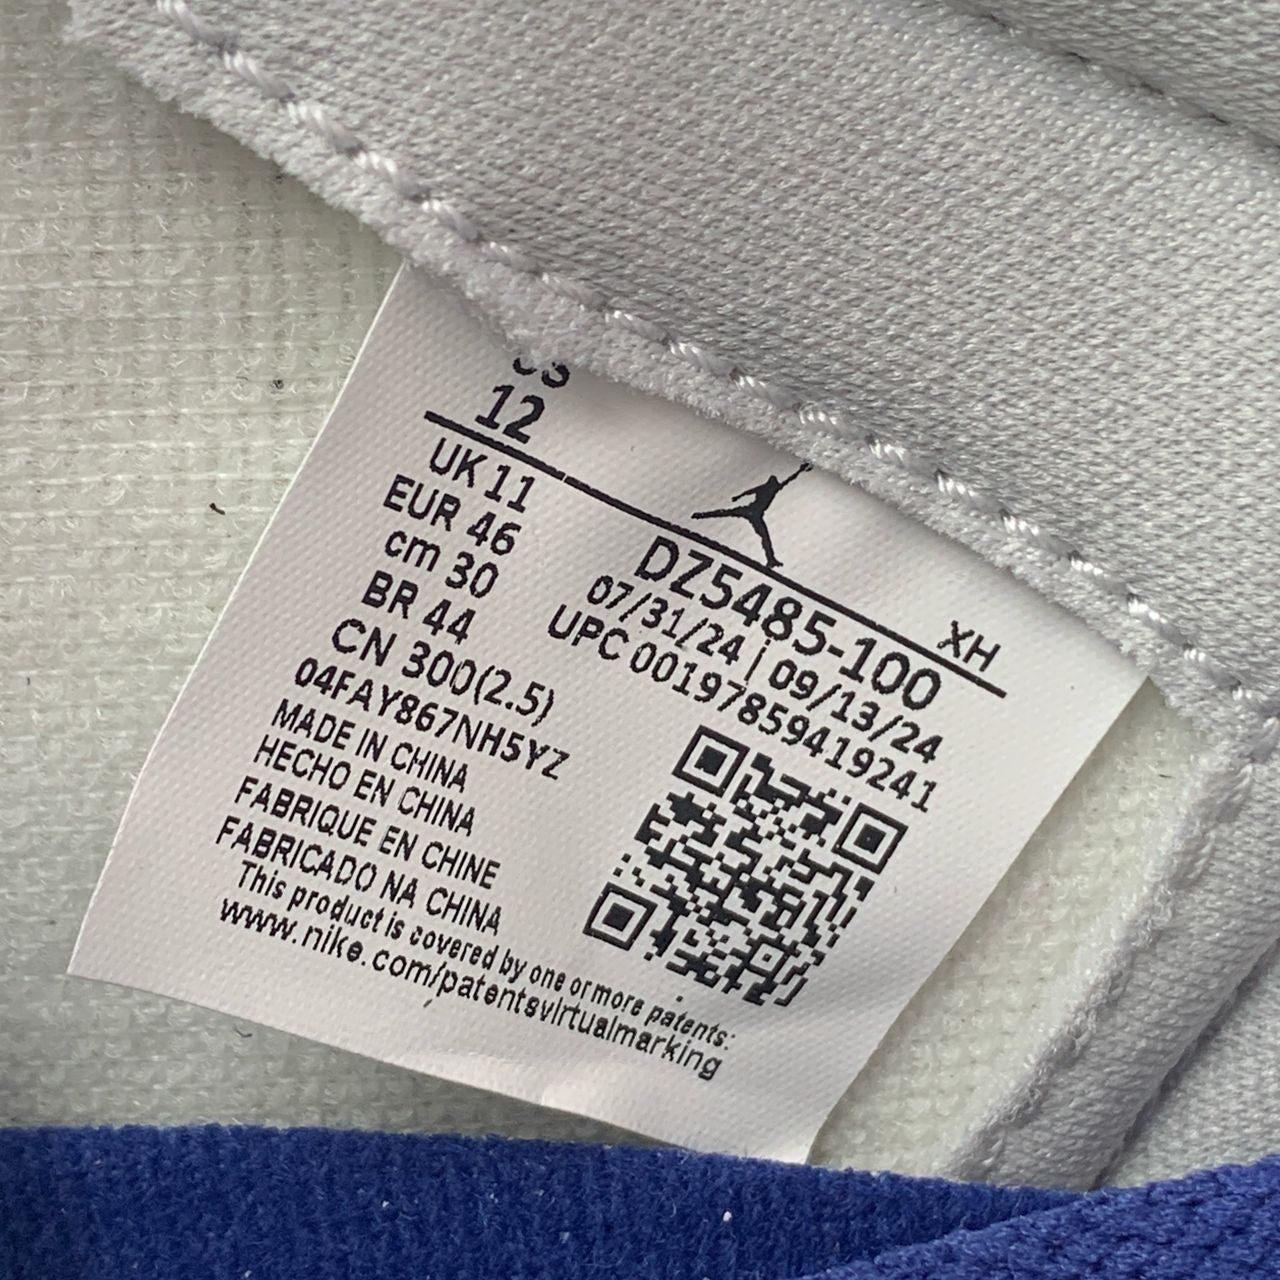 US
12
UK 11
EUR 46
cm 30
BR 44
CN 300(2.5)
04FAY867NH5YZ
MADE IN CHINA
HECHO EN CHINA
FABRIQUE EN CHINE
FABRICADO NA CHINA
This product is covered by one or more patents:
www.nike.com/patentsvirtualmarking
XH
DZ5485-100
07/31/24 | 09/13/24
UPC 00197859419241